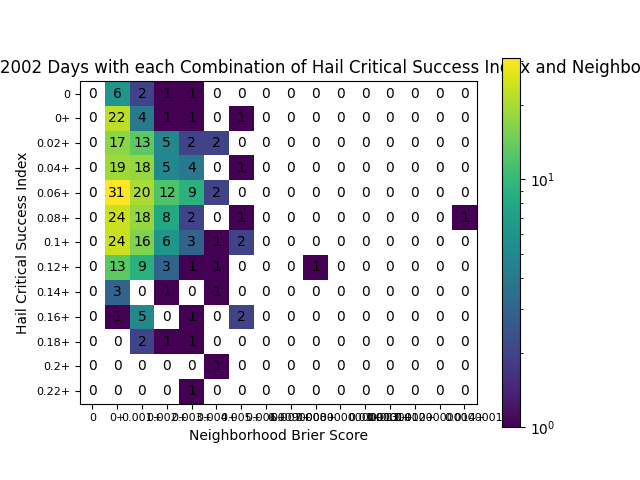 2002 Days with each Combination of Hail Critical Success Index and Neighbo
0 0 6 2 1 1 0 0 0 0 0 0 0 0 0 0 0
0+ 0 22 4 1 1 0 1 0 0 0 0 0 0 0 0 0
0.02+ 0 17 13 5 2 2 0 0 0 0 0 0 0 0 0 0
0.04+ 0 19 18 5 4 0 1 0 0 0 0 0 0 0 0 0
0.06+ 0 31 20 12 9 2 0 0 0 0 0 0 0 0 0 0
0.08+ 0 24 18 8 2 0 1 0 0 0 0 0 0 0 0 1
0.1+ 0 24 16 6 3 1 2 0 0 0 0 0 0 0 0 0
0.12+ 0 13 9 3 1 1 0 0 0 1 0 0 0 0 0 0
0.14+ 0 3 0 1 0 1 0 0 0 0 0 0 0 0 0 0
0.16+ 0 1 5 0 1 0 2 0 0 0 0 0 0 0 0 0
0.18+ 0 0 2 1 1 0 0 0 0 0 0 0 0 0 0 0
0.2+ 0 0 0 0 0 1 0 0 0 0 0 0 0 0 0 0
0.22+ 0 0 0 0 1 0 0 0 0 0 0 0 0 0 0 0
0 0+ 0.001+ 0.002+ 0.003+ 0.004+ 0.005+
Neighborhood Brier Score
Hail Critical Success Index
10¹
10⁰